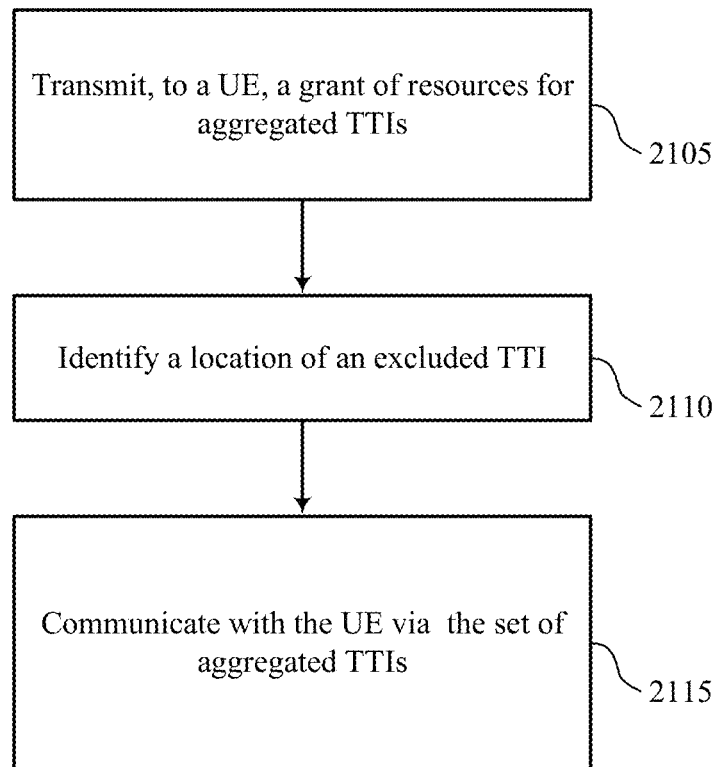 Transmit, to a UE, a grant of resources for
aggregated TTIs
2105
Identify a location of an excluded TTI
2110
Communicate with the UE via the set of
aggregated TTIs
2115